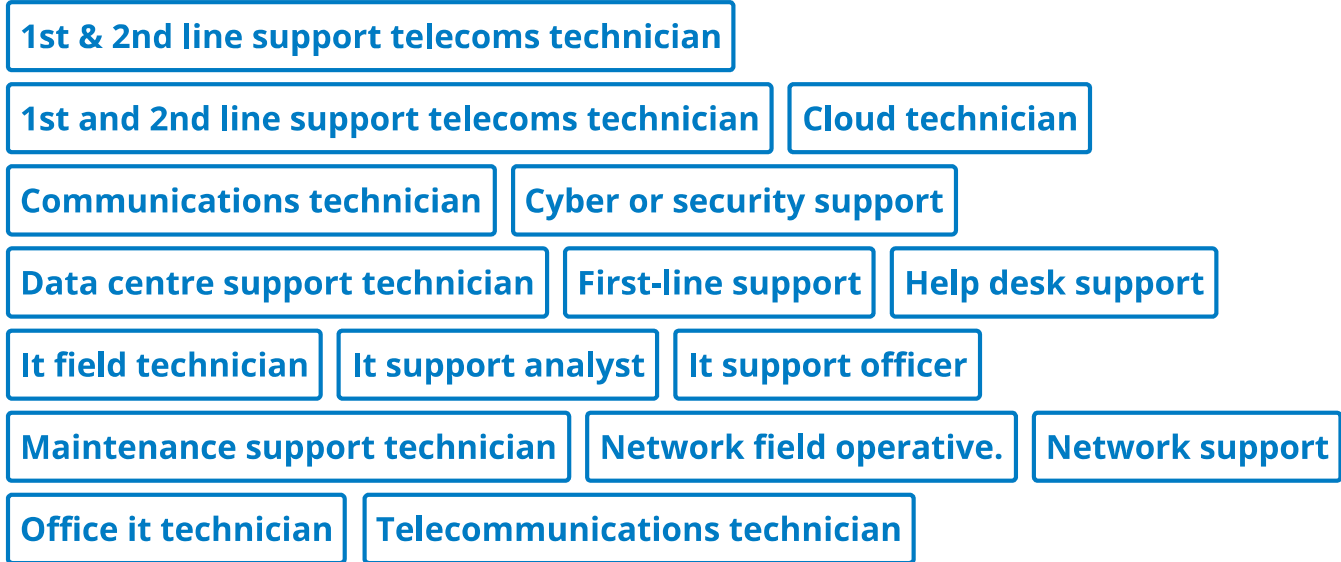 1st & 2nd line support telecoms technician
1st and 2nd line support telecoms technician Cloud technician
Communications technician Cyber or security support
Data centre support technician First-line support Help desk support
It field technician It support analyst It support officer
Maintenance support technician Network field operative. Network support
Office it technician Telecommunications technician